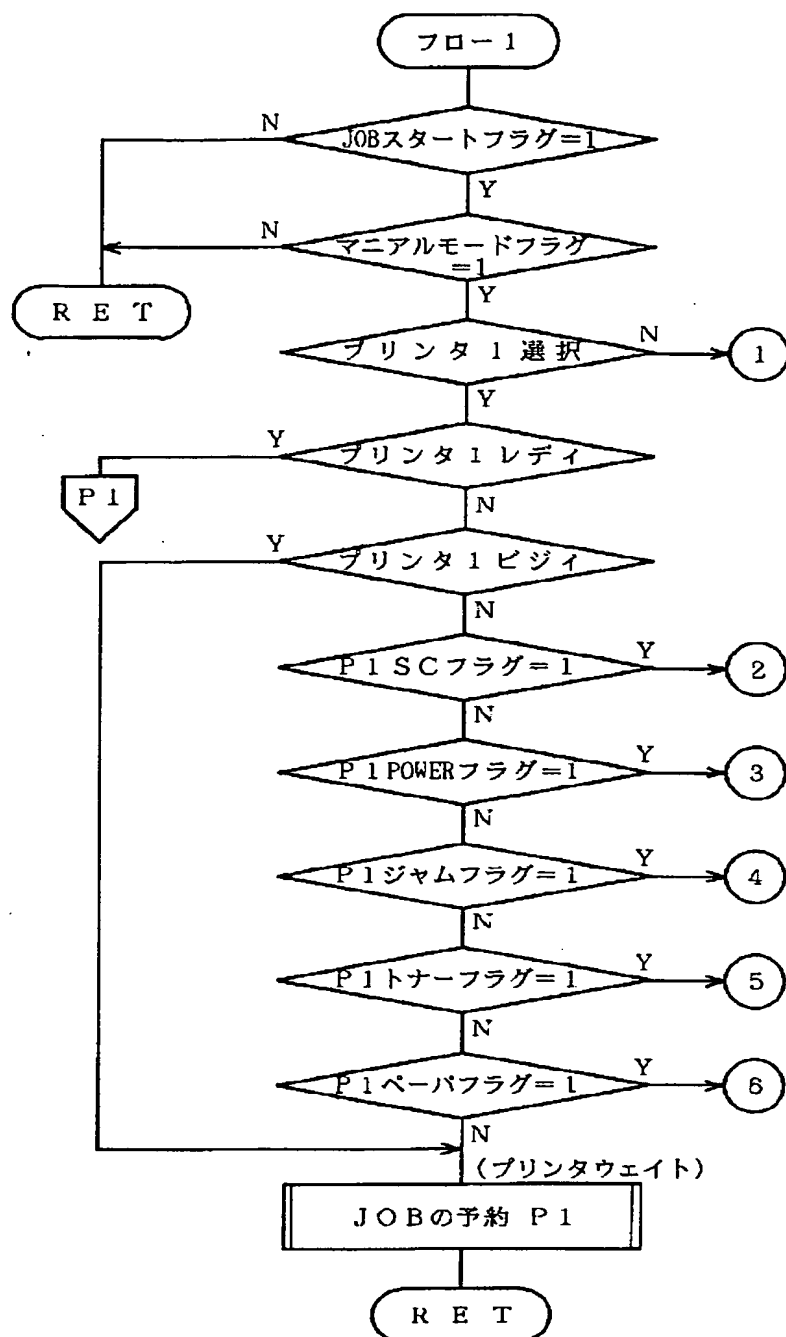 フロー1
N
JOBスタートフラグ=1
Y
N
マニアルモードフラグ
=1
RET
Y
プリンタ1選択
N
1
Y
Y
プリンタ1レディ
P1
N
Y
プリンタ1ビジィ
N
P1SCフラグ=1
Y
2
N
P1POWERフラグ=1
Y
3
N
P1ジャムフラグ=1
Y
4
N
P1トナーフラグ=1
Y
5
N
P1ペーパフラグ=1
Y
6
N
(プリンタウェイト)
JOBの予約 P1
RET